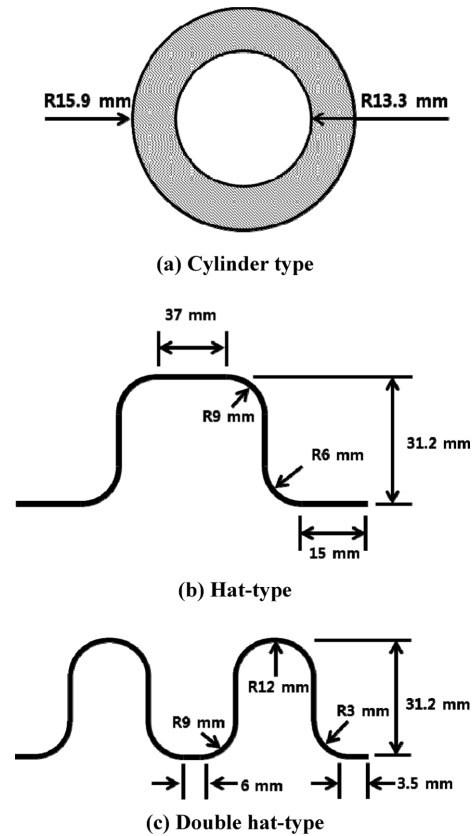 R15.9 mm
R13.3 mm
(a) Cylinder type
37 mm
R9 mm
31.2 mm
R6 mm
15 mm
(b) Hat-type
R12 mm
31.2 mm
R9 mm
R3 mm
6 mm
3.5 mm
(c) Double hat-type